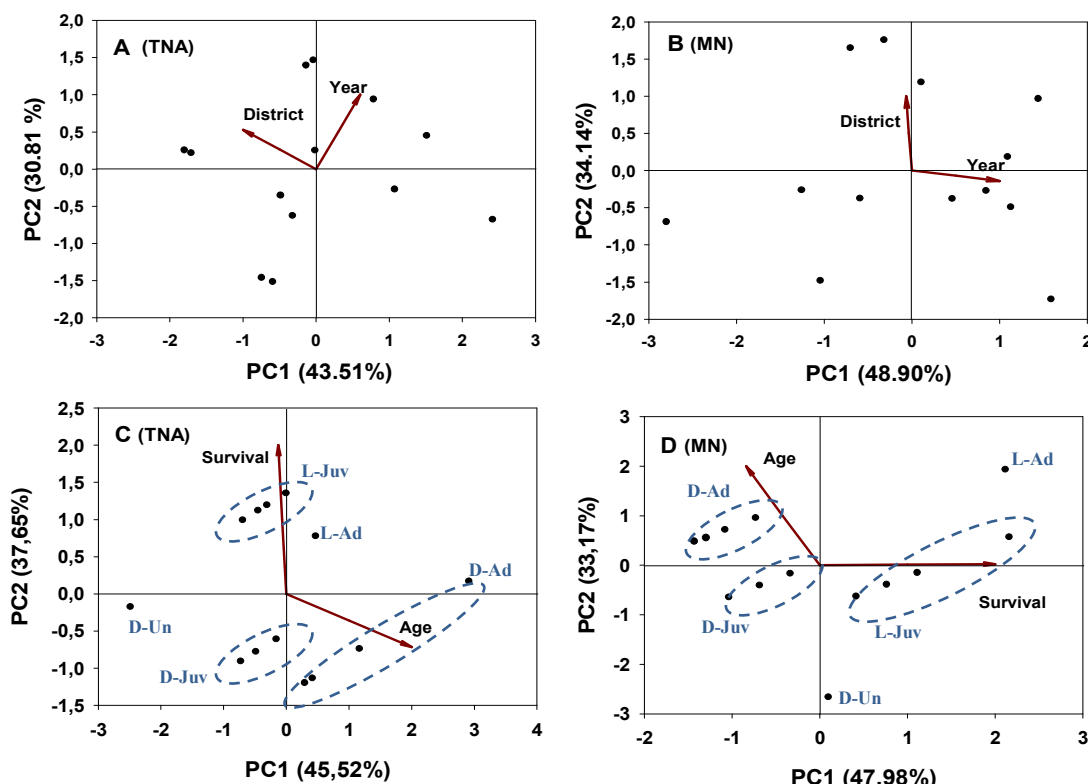 A (TNA)
PC2 (30.81 %)
2,0
1,5
1,0
0,5
0,0
-0,5
-1,0
-1,5
-2,0
District
Year
-3 -2 -1 0 1 2 3
PC1 (43.51%)
B (MN)
PC2 (34.14%)
2,0
1,5
1,0
0,5
0,0
-0,5
-1,0
-1,5
-2,0
District
Year
-3 -2 -1 0 1 2
PC1 (48.90%)
C (TNA)
PC2 (37,65%)
2,5
2,0
1,5
1,0
0,5
0,0
-0,5
-1,0
-1,5
Survival
L-Juv
L-Ad
D-Ad
D-Un
Age
D-Juv
-3 -2 -1 0 1 2 3 4
PC1 (45,52%)
D (MN)
PC2 (33,17%)
3
2
1
0
-1
-2
-3
Age
L-Ad
D-Ad
Survival
D-Juv
L-Juv
D-Un
-2 -1 0 1 2 3
PC1 (47.98%)